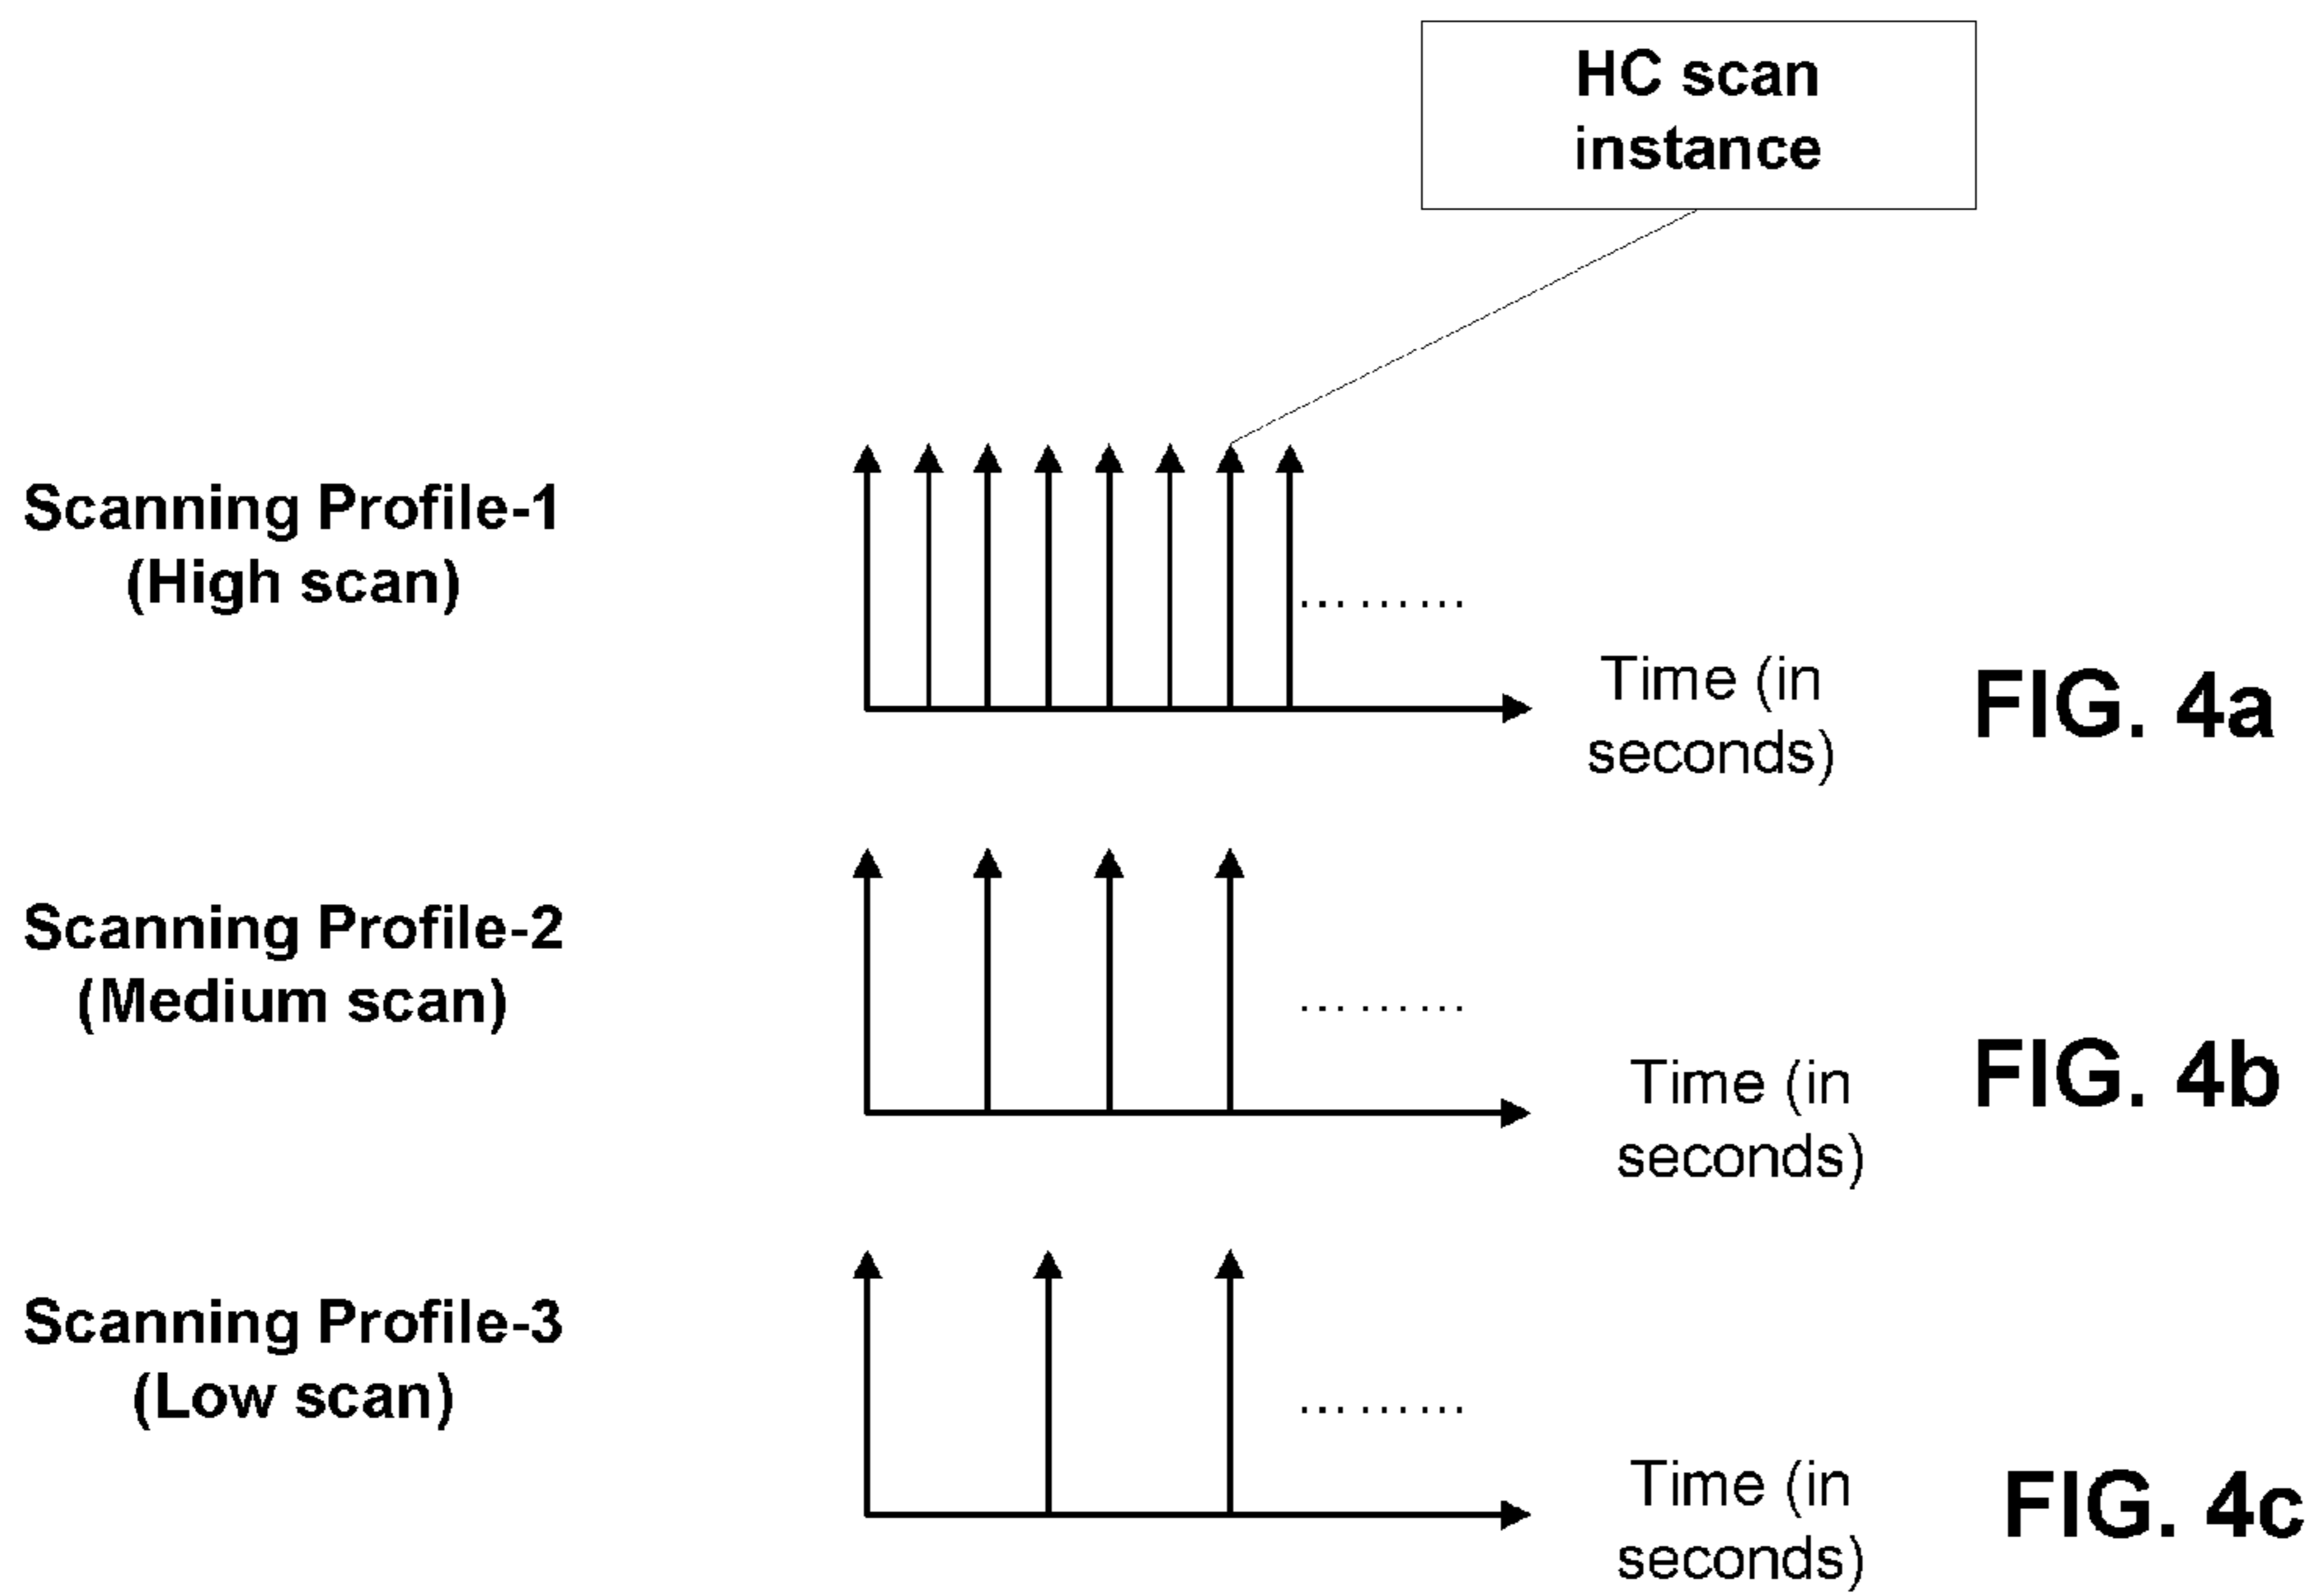 HC scan
instance
Scanning Profile-1
(High scan)
.........
Time (in
seconds)
FIG. 4a
Scanning Profile-2
(Medium scan)
.........
Time (in
seconds)
FIG. 4b
Scanning Profile-3
(Low scan)
.........
Time (in
seconds)
FIG. 4c